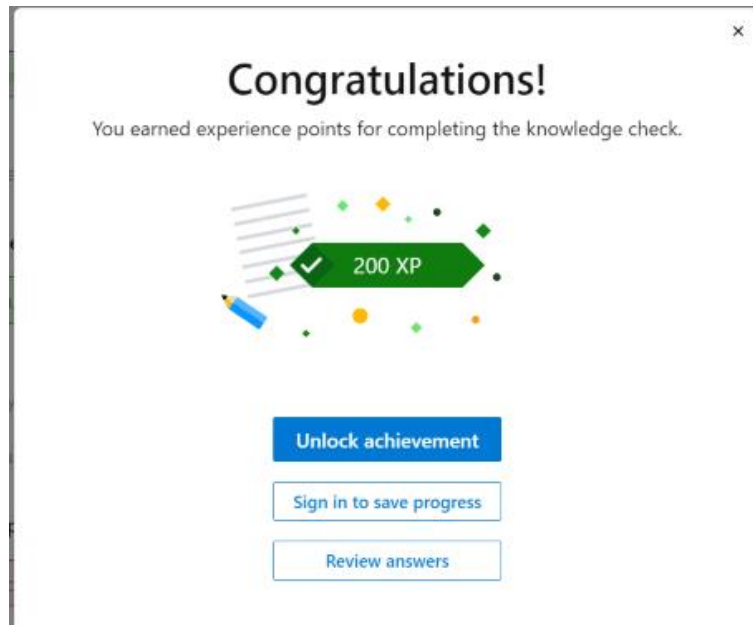 Congratulations!
You earned experience points for completing the knowledge check.
200 XP
Unlock achievement
Sign in to save progress
Review answers